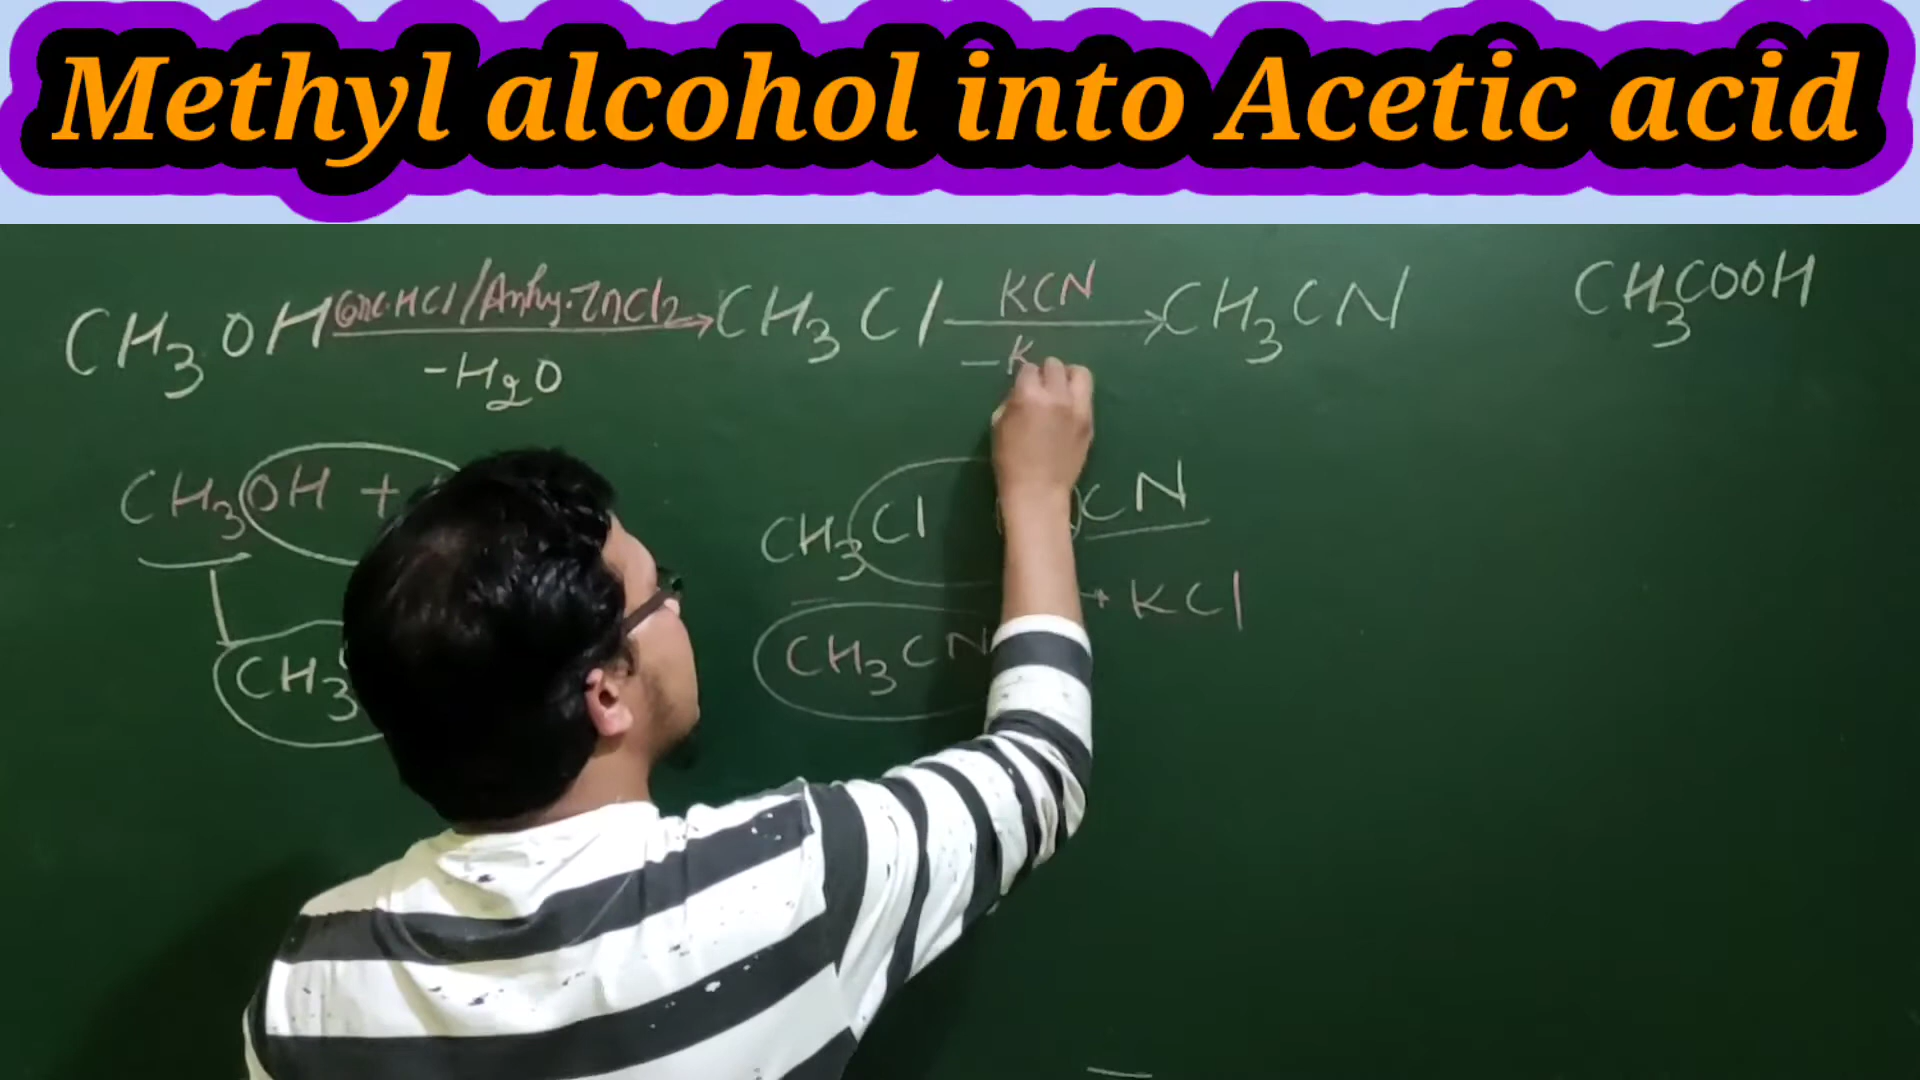 Methyl alcohol into Acetic acid
CH3OH Conc.HCl/Anhy.ZnCl2 → CH3Cl KCN → CH3CN CH3COOH
-H2O -K
CH3OH + CH3Cl CN
CH3 CH3CN + KCl